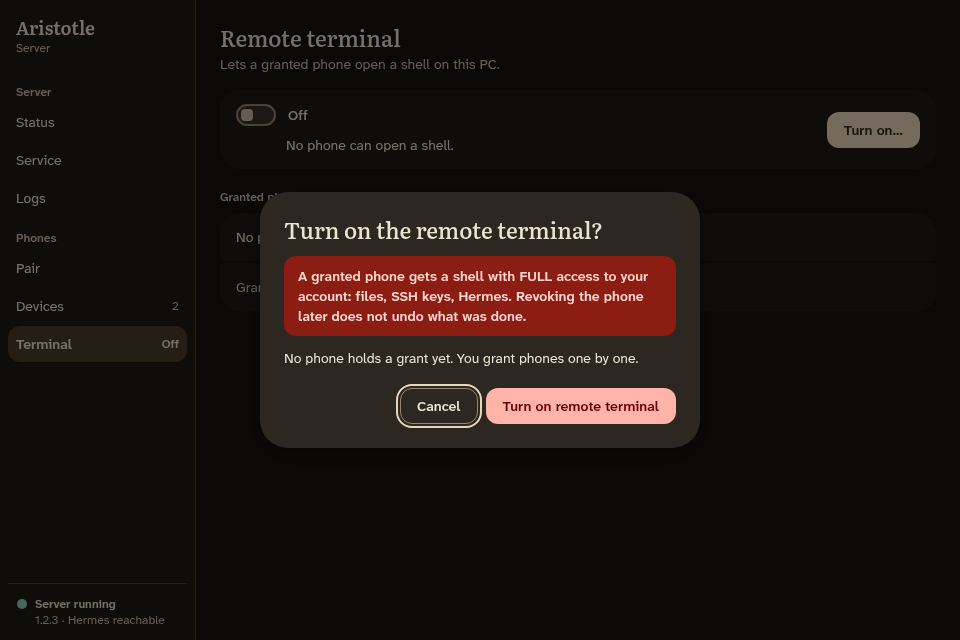 Aristotle
Server
Server
Status
Service
Logs
Phones
Pair
Devices 2
Terminal Off
Server running
1.2.3 · Hermes reachable
Remote terminal
Lets a granted phone open a shell on this PC.
Off
No phone can open a shell.
Turn on...
Granted
No
Turn on the remote terminal?
A granted phone gets a shell with FULL access to your
account: files, SSH keys, Hermes. Revoking the phone
later does not undo what was done.
No phone holds a grant yet. You grant phones one by one.
Cancel
Turn on remote terminal